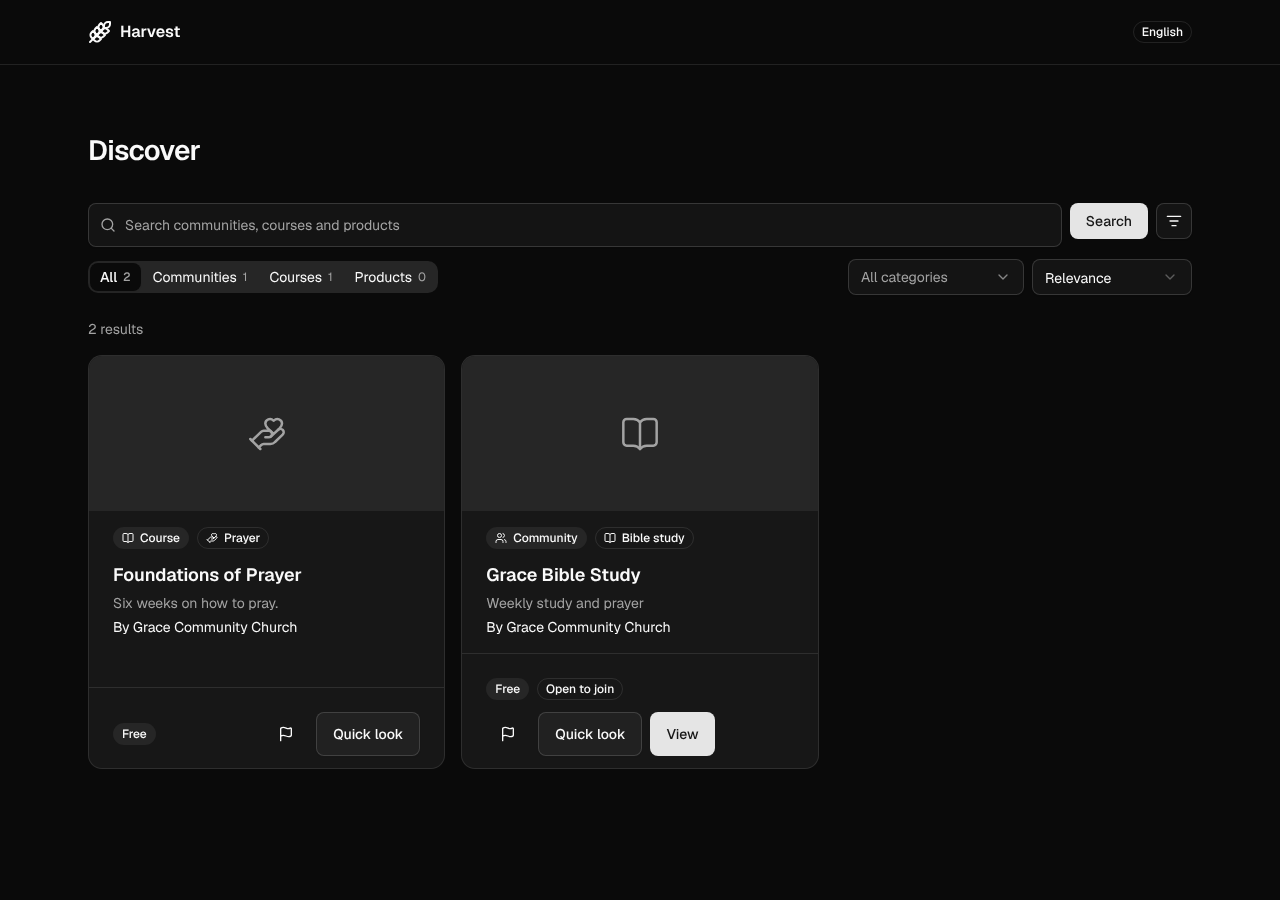 Harvest
English
Discover
Search communities, courses and products
Search
All 2 Communities 1 Courses 1 Products 0
All categories
Relevance
2 results
Course Prayer
Foundations of Prayer
Six weeks on how to pray.
By Grace Community Church
Free
Quick look
Community Bible study
Grace Bible Study
Weekly study and prayer
By Grace Community Church
Free Open to join
Quick look View